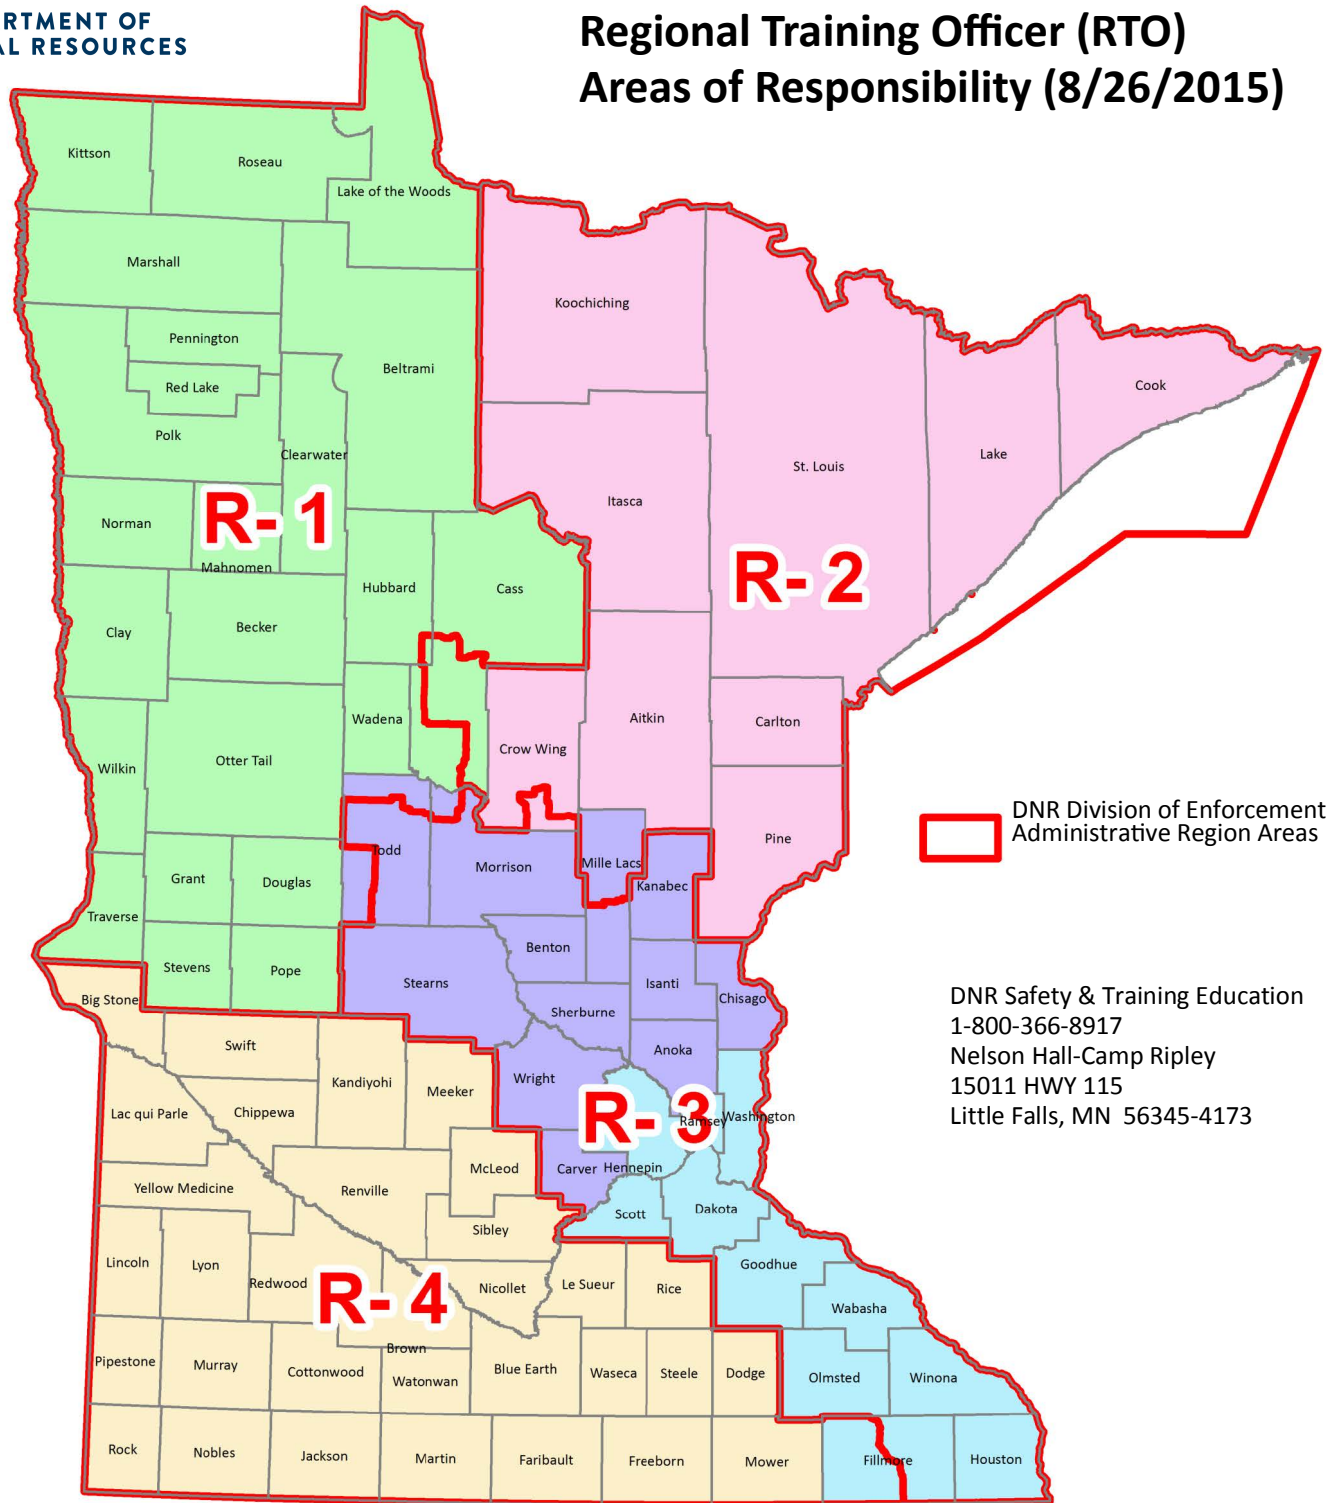 RTMENT OF
AL RESOURCES
Regional Training Officer (RTO)
Areas of Responsibility (8/26/2015)
Kittson
Roseau
Lake of the Woods
Marshall
Koochiching
Pennington
Beltrami
Red Lake
Cook
Polk
Clearwater
St. Louis
Lake
Itasca
Norman
R- 1
Mahnomen
Hubbard
Cass
R- 2
Clay
Becker
Wadena
Aitkin
Carlton
Crow Wing
Otter Tail
Wilkin
DNR Division of Enforcement
Administrative Region Areas
Pine
Todd
Morrison
Mille Lacs
Kanabec
Grant
Douglas
Traverse
Benton
Stevens
Pope
Stearns
Isanti
Chisago
Big Stone
Sherburne
DNR Safety & Training Education
1-800-366-8917
Nelson Hall-Camp Ripley
15011 HWY 115
Little Falls, MN  56345-4173
Swift
Anoka
Kandiyohi
Meeker
Wright
Lac qui Parle
Chippewa
R- 3
Ramsey
Washington
McLeod
Carver
Hennepin
Yellow Medicine
Renville
Scott
Dakota
Sibley
Lincoln
Lyon
Redwood
R- 4
Nicollet
Le Sueur
Rice
Goodhue
Wabasha
Brown
Pipestone
Murray
Cottonwood
Watonwan
Blue Earth
Waseca
Steele
Dodge
Olmsted
Winona
Rock
Nobles
Jackson
Martin
Faribault
Freeborn
Mower
Fillmore
Houston